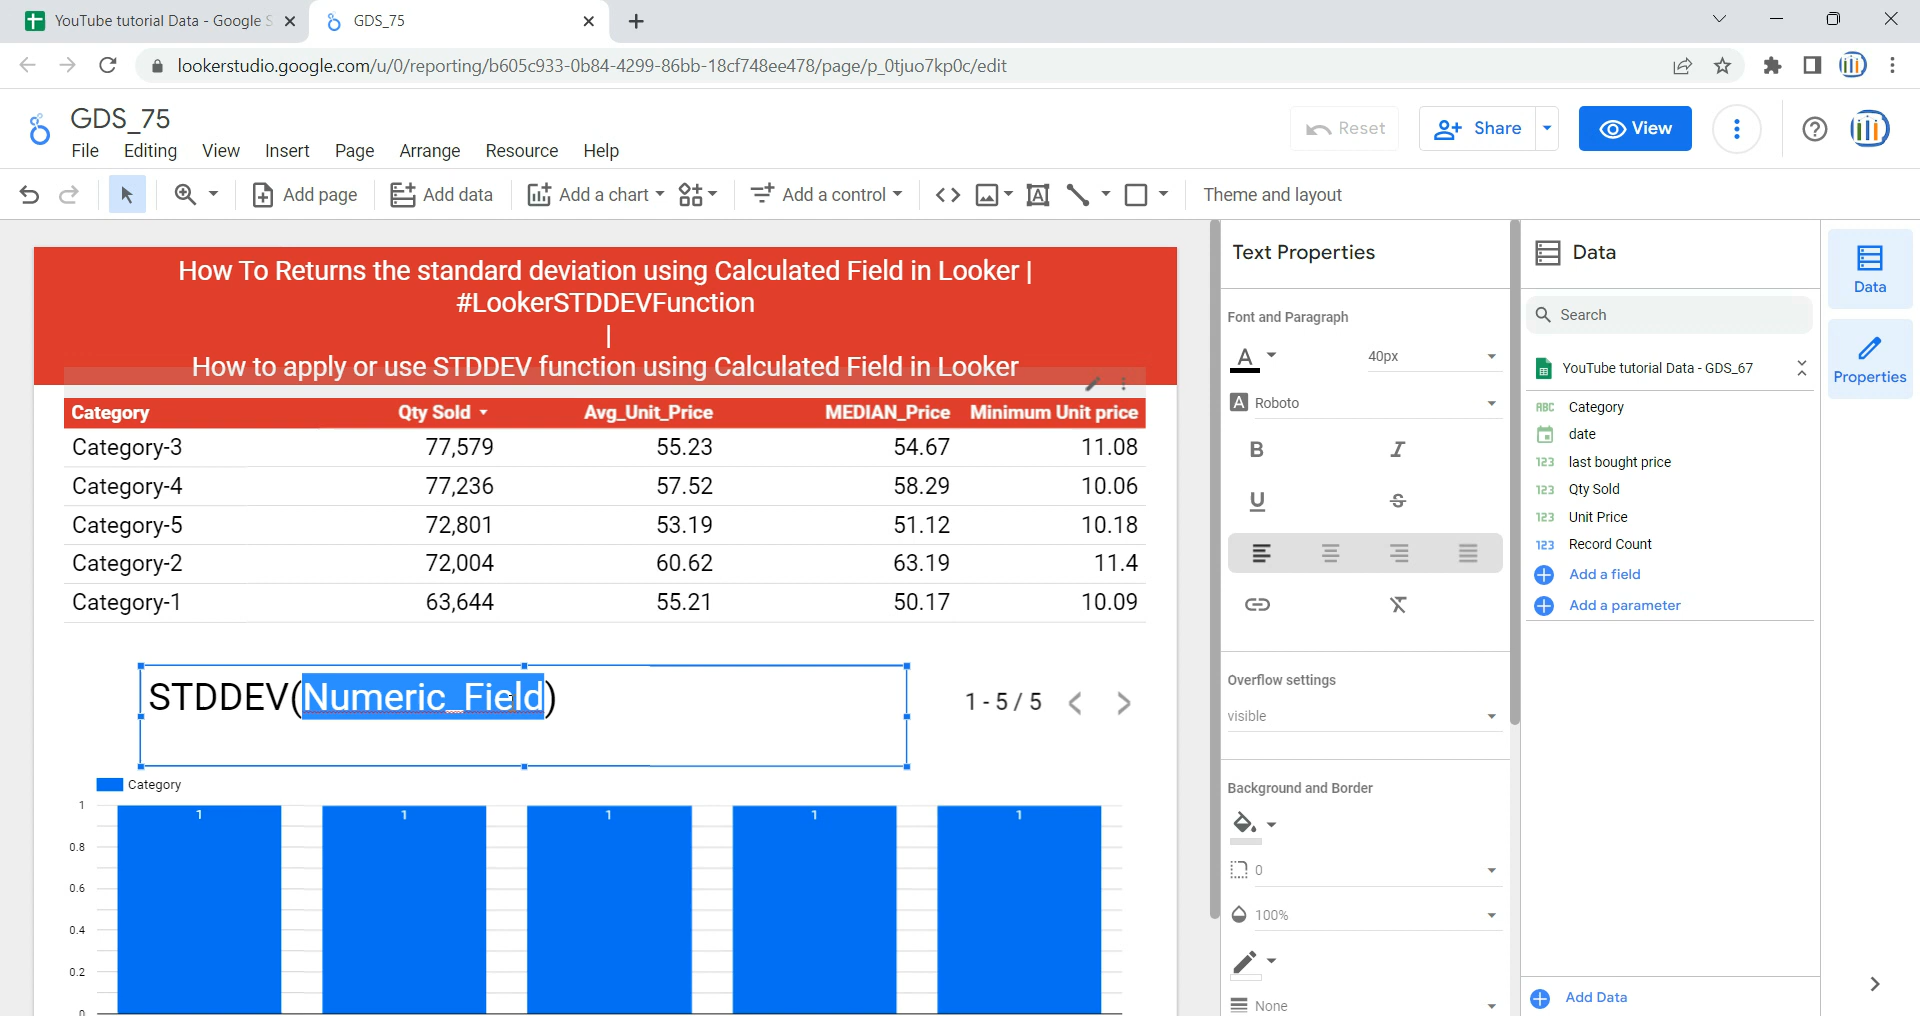 YouTube tutorial Data - Google S
GDS_75
lookerstudio.google.com/u/0/reporting/b605c933-0b84-4299-86bb-18cf748ee478/page/p_0tjuo7kp0c/edit
GDS_75
File Editing View Insert Page Arrange Resource Help
Reset
Share
View
Add page
Add data
Add a chart
Add a control
Theme and layout
How To Returns the standard deviation using Calculated Field in Looker |
#LookerSTDDEVFunction
|
How to apply or use STDDEV function using Calculated Field in Looker
Category Qty Sold Avg_Unit_Price MEDIAN_Price Minimum Unit price
Category-3 77,579 55.23 54.67 11.08
Category-4 77,236 57.52 58.29 10.06
Category-5 72,801 53.19 51.12 10.18
Category-2 72,004 60.62 63.19 11.4
Category-1 63,644 55.21 50.17 10.09
STDDEV(Numeric_Field)
1 - 5 / 5 < >
Category
1
0.8
0.6
0.4
0.2
0
1 1 1 1 1
Text Properties
Font and Paragraph
A 40px
A Roboto
B I
U S
Overflow settings
visible
Background and Border
0
100%
None
Data
Search
YouTube tutorial Data - GDS_67
ABC Category
date
123 last bought price
123 Qty Sold
123 Unit Price
123 Record Count
Add a field
Add a parameter
Add Data
Data
Properties